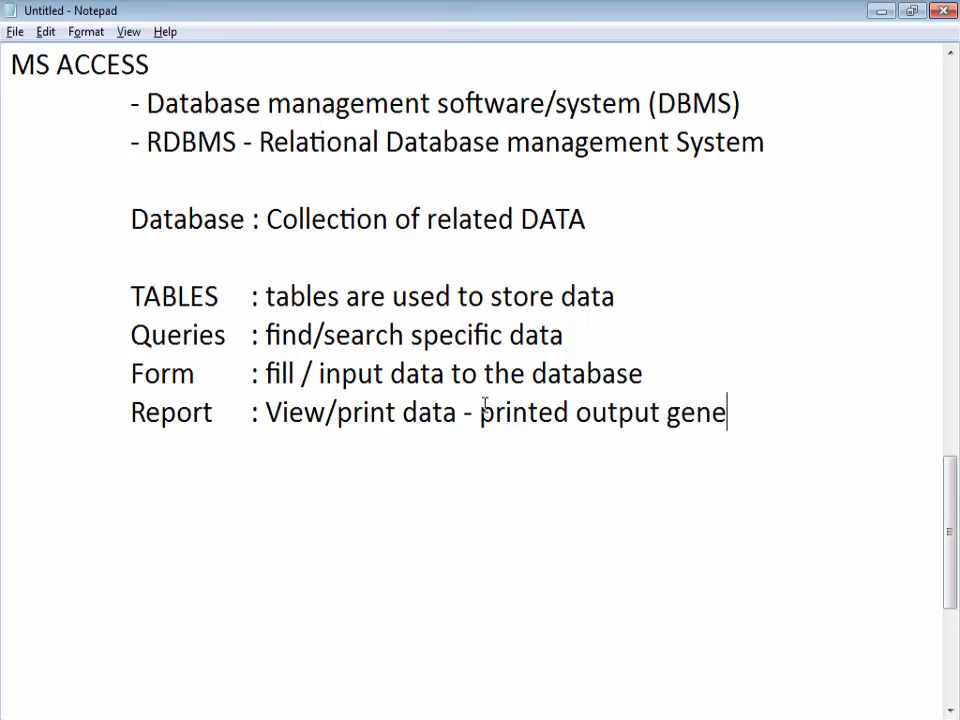 Untitled - Notepad
File Edit Format View Help
MS ACCESS
- Database management software/system (DBMS)
- RDBMS - Relational Database management System
Database : Collection of related DATA
TABLES : tables are used to store data
Queries : find/search specific data
Form : fill / input data to the database
Report : View/print data - printed output gene